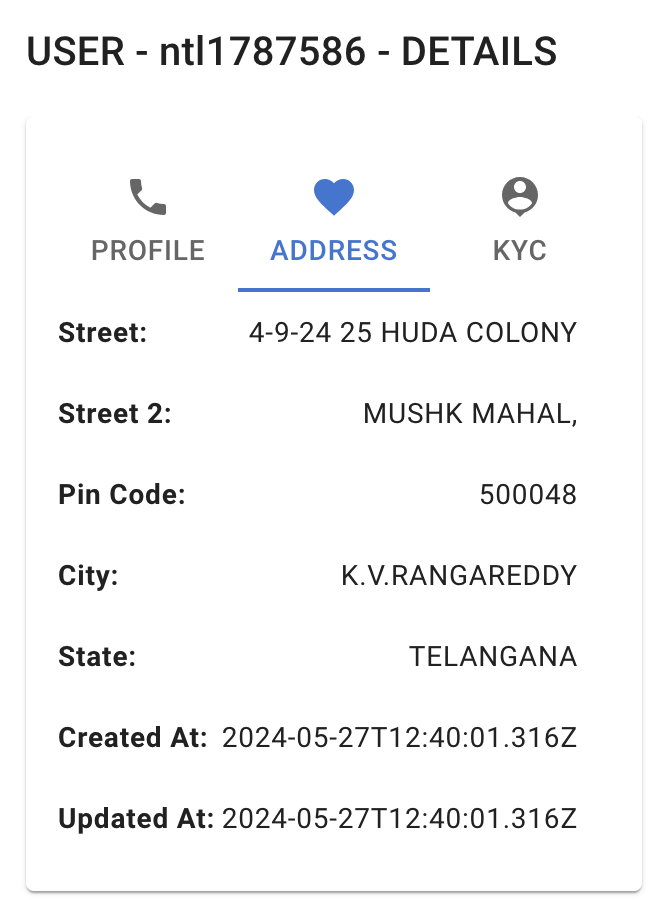 USER - ntl1787586 - DETAILS
PROFILE ADDRESS KYC
Street: 4-9-24 25 HUDA COLONY
Street 2: MUSHK MAHAL,
Pin Code: 500048
City: K.V.RANGAREDDY
State: TELANGANA
Created At: 2024-05-27T12:40:01.316Z
Updated At: 2024-05-27T12:40:01.316Z